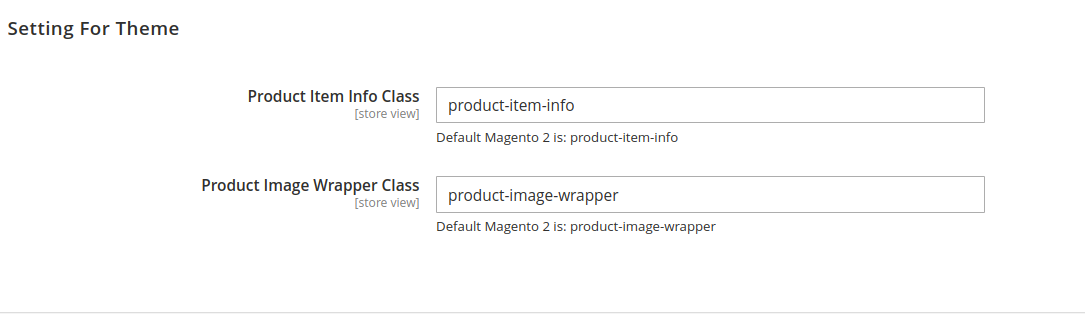 Setting For Theme
Product Item Info Class
[store view]
product-item-info
Default Magento 2 is: product-item-info
Product Image Wrapper Class
[store view]
product-image-wrapper
Default Magento 2 is: product-image-wrapper